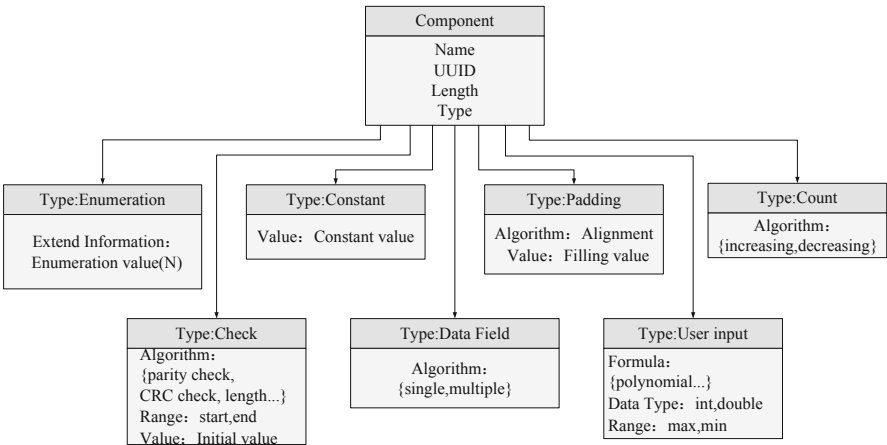 Component
Name
UUID
Length
Type
Type:Enumeration
Extend Information：
Enumeration value(N)
Type:Constant
Value：Constant value
Type:Padding
Algorithm：Alignment
Value：Filling value
Type:Count
Algorithm：
{increasing,decreasing}
Type:Check
Algorithm：
{parity check,
CRC check, length...}
Range：start,end
Value：Initial value
Type:Data Field
Algorithm：
{single,multiple}
Type:User input
Formula：
{polynomial...}
Data Type：int,double
Range：max,min